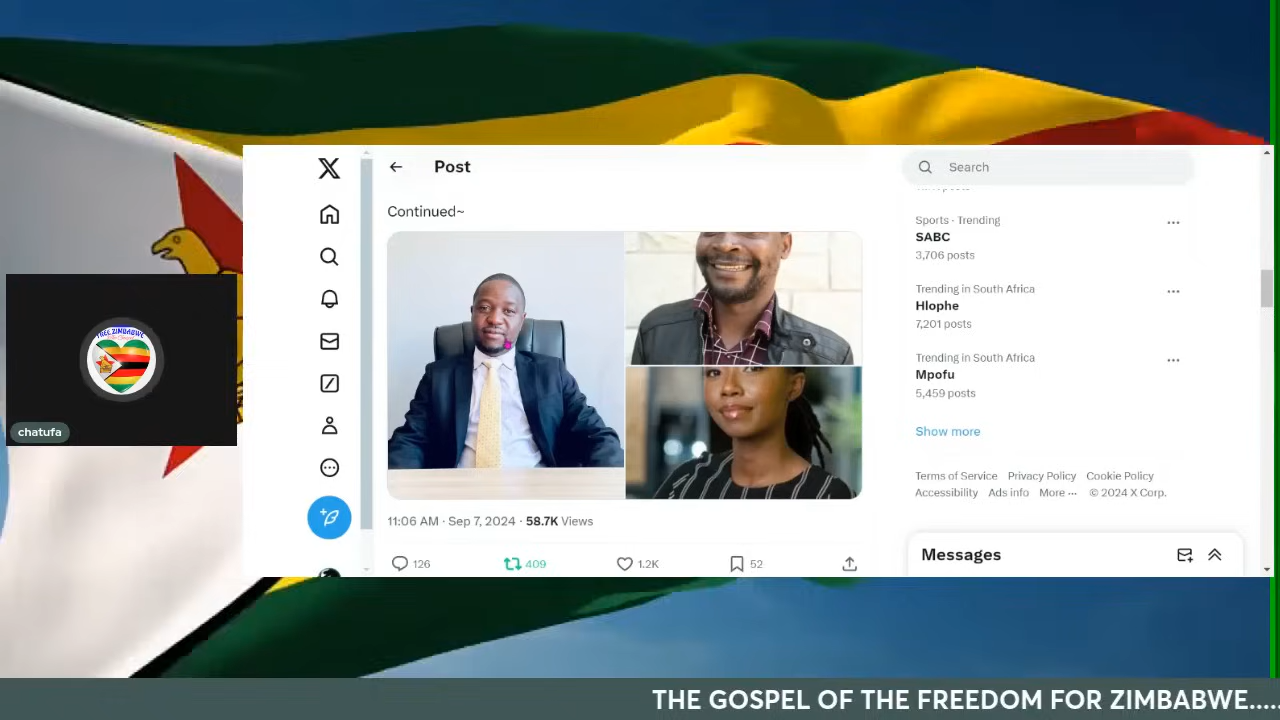 X
Post
Search
Continued~
Sports · Trending
SABC
3,706 posts
Trending in South Africa
Hlophe
7,201 posts
Trending in South Africa
Mpofu
5,459 posts
Show more
Terms of Service Privacy Policy Cookie Policy
Accessibility Ads info More ··· © 2024 X Corp.
11:06 AM · Sep 7, 2024 · 58.7K Views
126 409 1.2K 52
Messages
FREE ZIMBABWE
chatufa
THE GOSPEL OF THE FREEDOM FOR ZIMBABWE.....